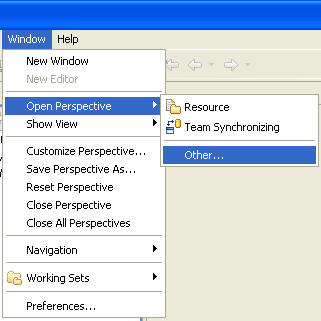 Window Help
New Window
New Editor
Open Perspective
Show View
Customize Perspective...
Save Perspective As...
Reset Perspective
Close Perspective
Close All Perspectives
Navigation
Working Sets
Preferences...
Resource
Team Synchronizing
Other...